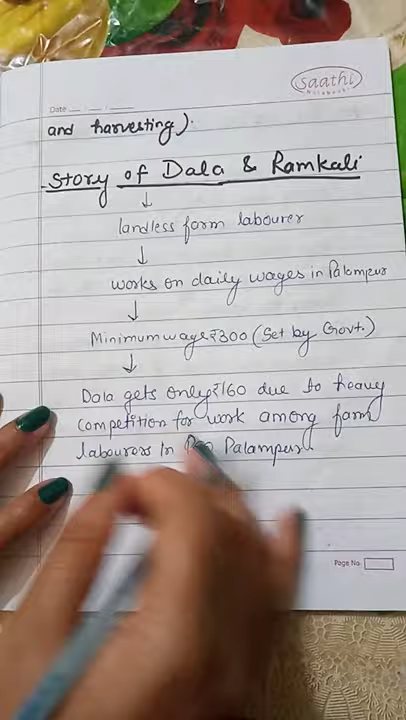 Saathi
Notebooks
Date
and harvesting).
Story of Dala & Ramkali
landless farm labourer
works on daily wages in Palampur
Minimum wage ₹300 (Set by Govt.)
Dala gets only ₹160 due to heavy
competition for work among farm
labourers in Palampur.
Page No.